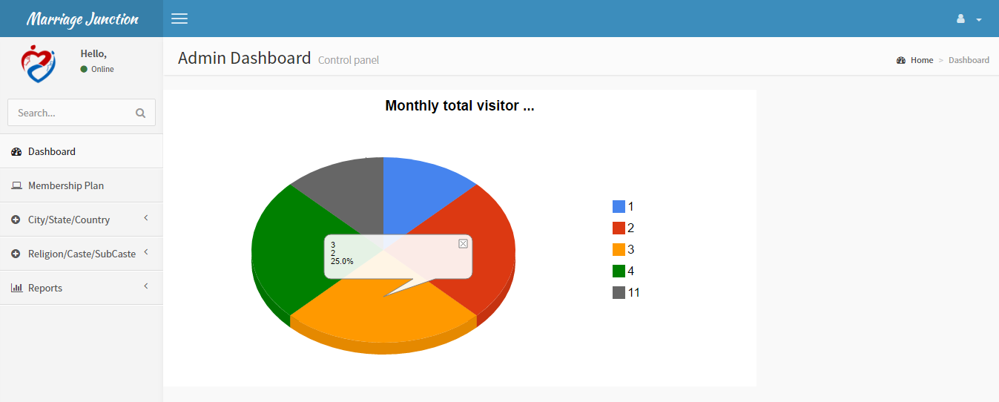 Marriage Junction
Hello,
Online
Search...
Dashboard
Membership Plan
City/State/Country
Religion/Caste/SubCaste
Reports
Admin Dashboard Control panel
Home > Dashboard
Monthly total visitor ...
3
2
25.0%
1
2
3
4
11